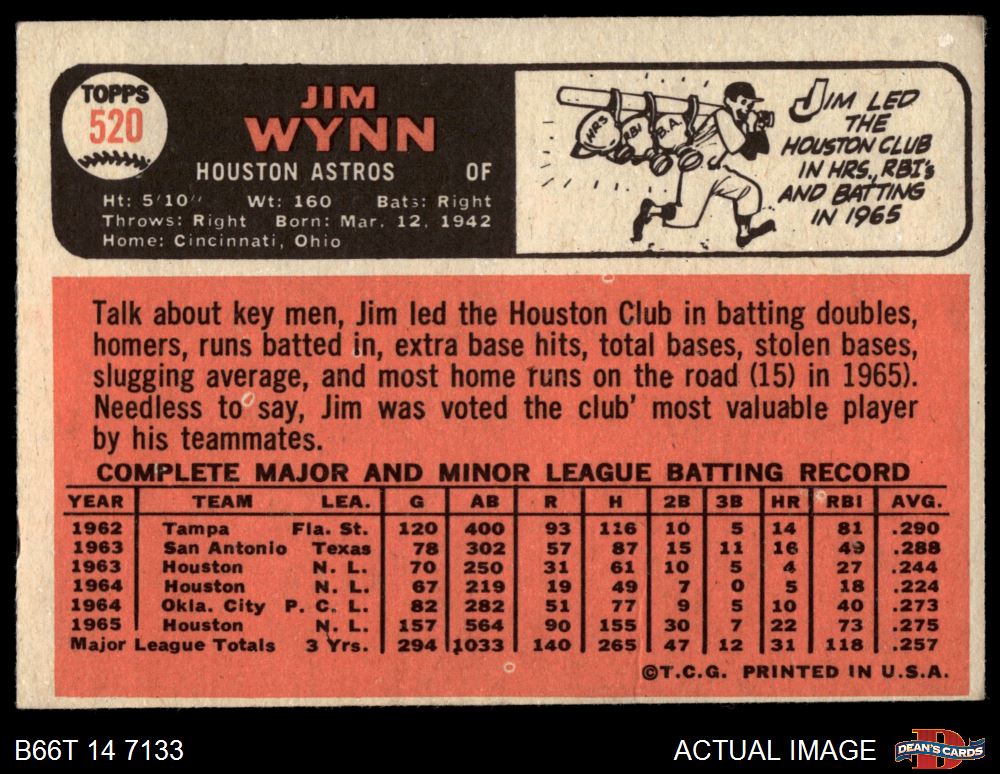 TOPPS
520
JIM
WYNN
HOUSTON ASTROS OF
Ht: 5'10" Wt: 160 Bats: Right
Throws: Right Born: Mar. 12, 1942
Home: Cincinnati, Ohio
HRS
RBI
B.A.
JIM LED
THE
HOUSTON CLUB
IN HRS., RBI's
AND BATTING
IN 1965
Talk about key men, Jim led the Houston Club in batting doubles,
homers, runs batted in, extra base hits, total bases, stolen bases,
slugging average, and most home runs on the road (15) in 1965).
Needless to say, Jim was voted the club' most valuable player
by his teammates.
COMPLETE MAJOR AND MINOR LEAGUE BATTING RECORD
YEAR TEAM LEA. G AB R H 2B 3B HR RBI AVG.
1962 Tampa Fla. St. 120 400 93 116 10 5 14 81 .290
1963 San Antonio Texas 78 302 57 87 15 11 16 49 .288
1963 Houston N. L. 70 250 31 61 10 5 4 27 .244
1964 Houston N. L. 67 219 19 49 7 0 5 18 .224
1964 Okla. City P. C. L. 82 282 51 77 9 5 10 40 .273
1965 Houston N. L. 157 564 90 155 30 7 22 73 .275
Major League Totals 3 Yrs. 294 1033 140 265 47 12 31 118 .257
©T.C.G. PRINTED IN U.S.A.
B66T 14 7133
ACTUAL IMAGE
D
DEAN'S CARDS